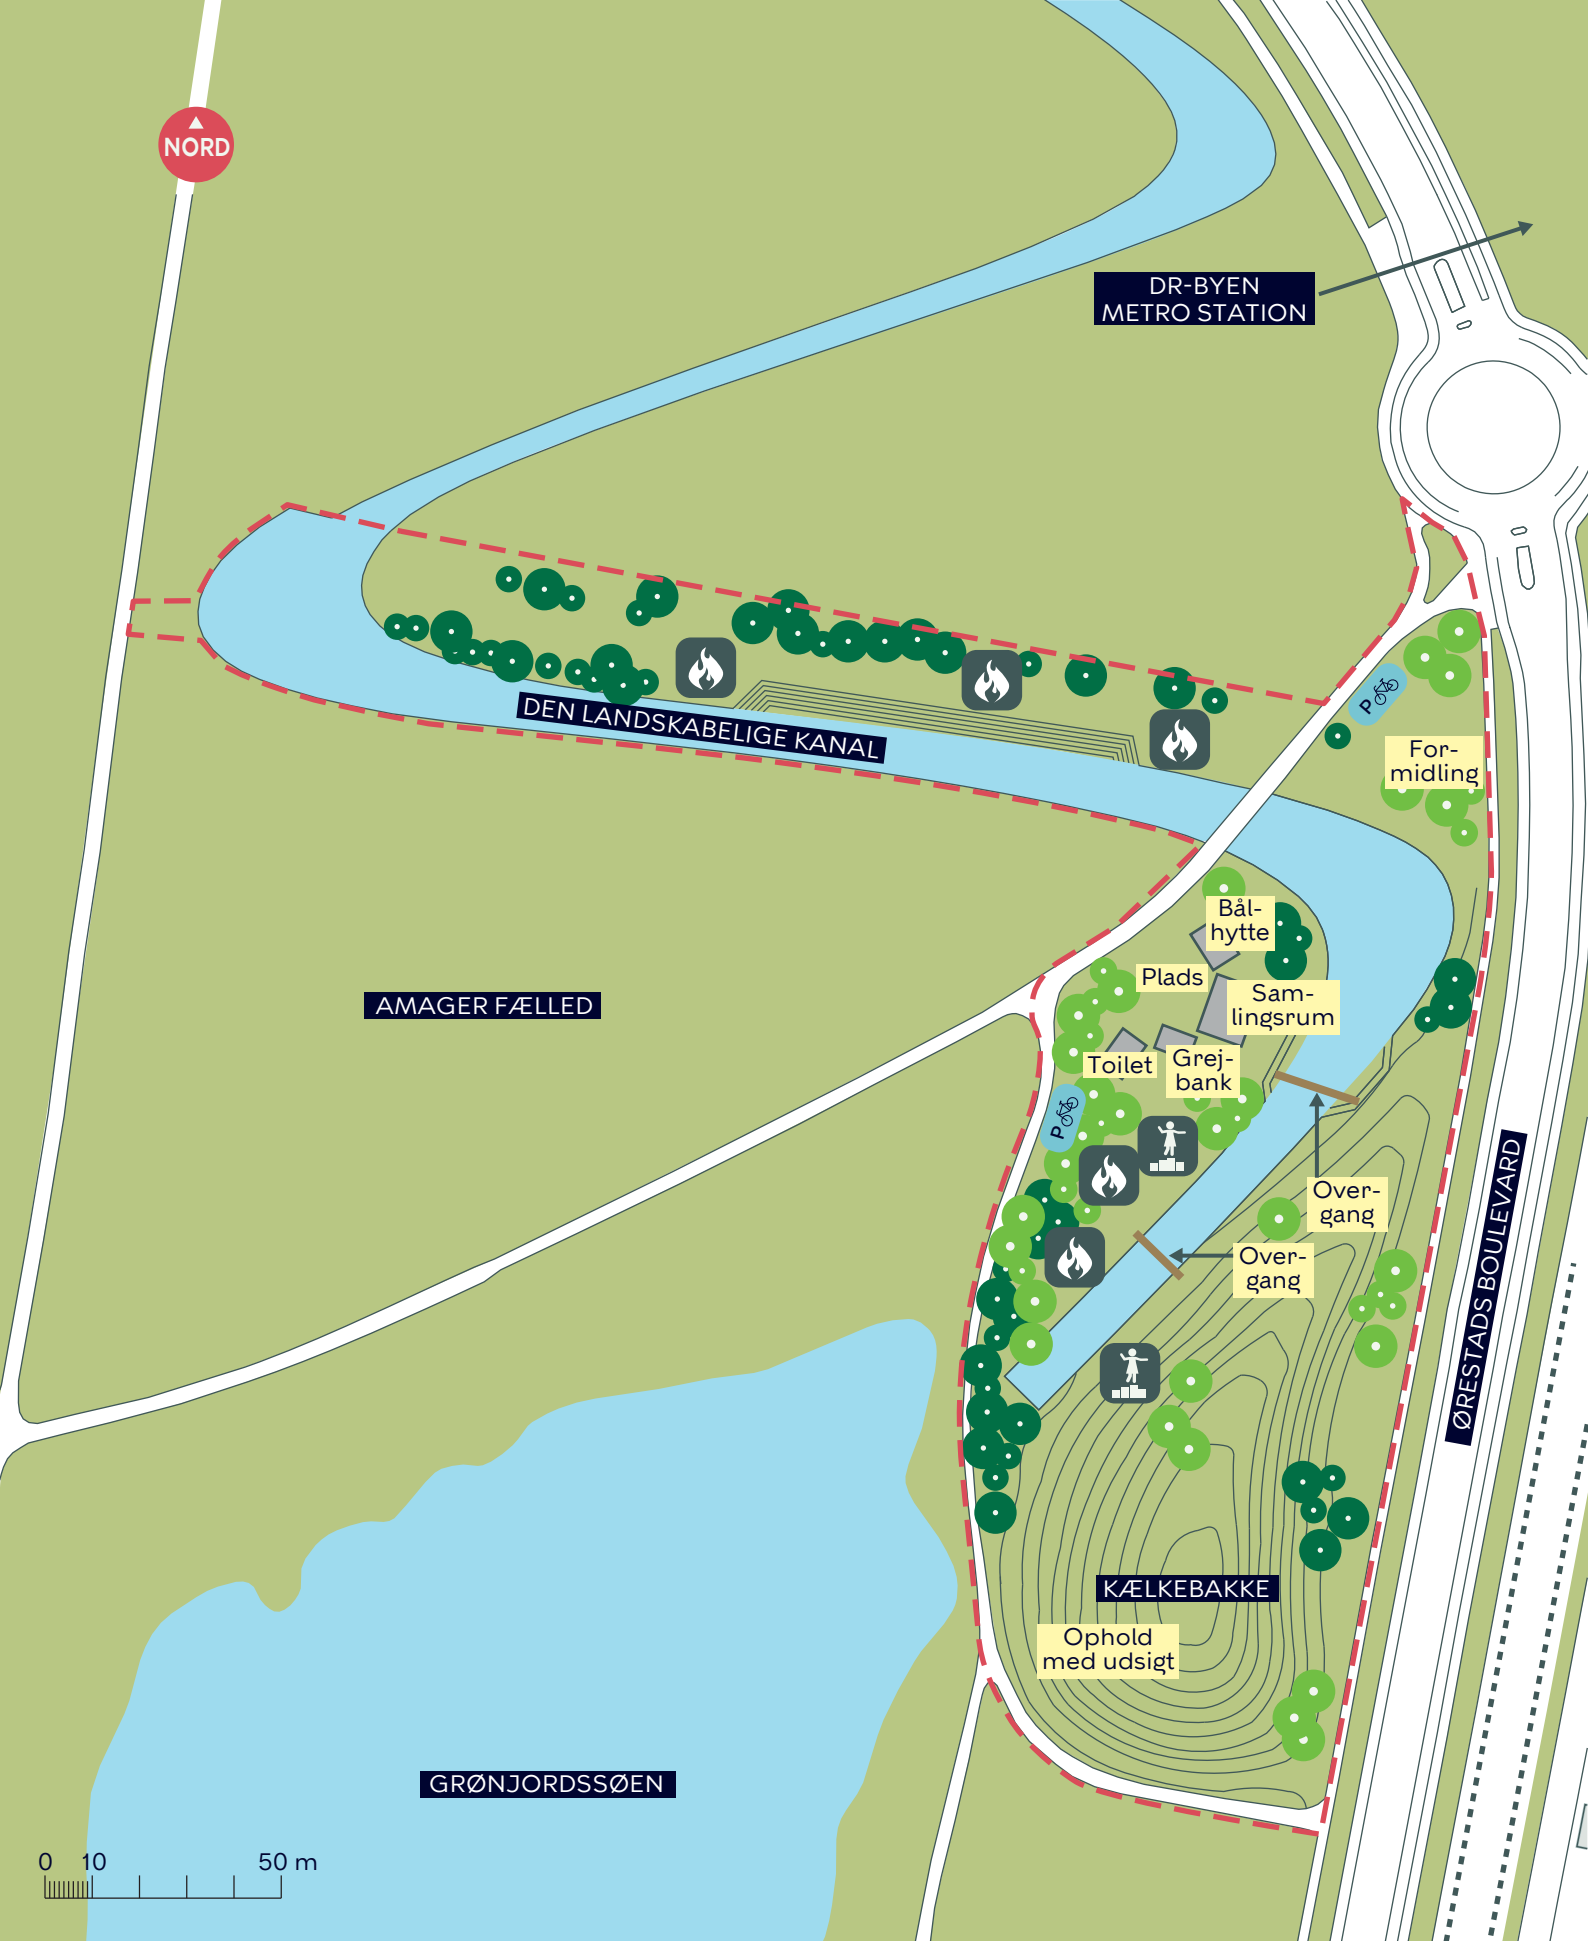 NORD
DR-BYEN
METRO STATION
P
For-
midling
DEN LANDSKABELIGE KANAL
Bål-
hytte
Plads
Sam-
lingsrum
AMAGER FÆLLED
Toilet
Grej-
bank
P
Over-
gang
Over-
gang
ØRESTADS BOULEVARD
KÆLKEBAKKE
Ophold
med udsigt
GRØNJORDSSØEN
0 10 50 m